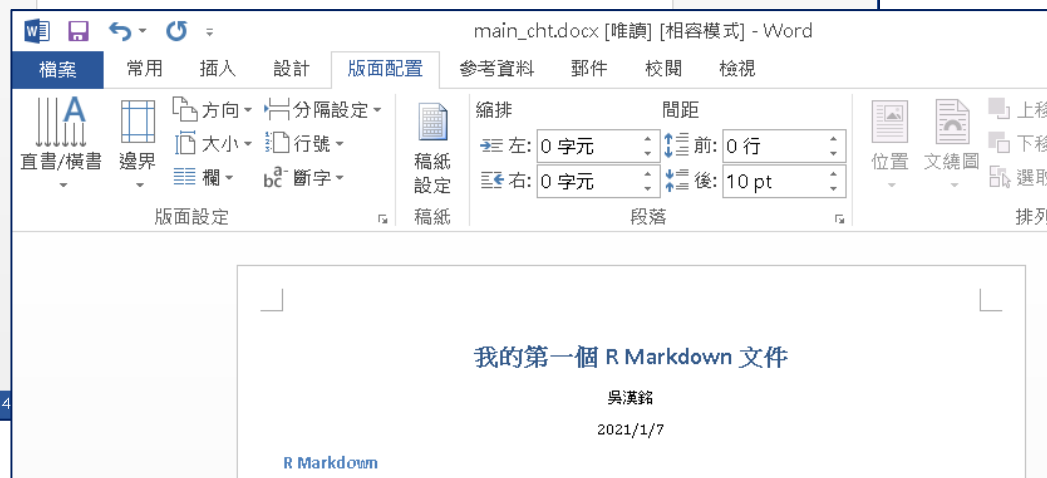 main_cht.docx [唯讀] [相容模式] - Word
檔案 常用 插入 設計 版面配置 參考資料 郵件 校閱 檢視
直書/橫書 邊界 方向 分隔設定 稿紙設定 縮排 間距 上移
大小 行號 左: 0 字元 前: 0 行 位置 文繞圖 下移
欄 斷字 右: 0 字元 後: 10 pt 選取
版面設定 稿紙 段落 排列
我的第一個 R Markdown 文件
吳漢銘
2021/1/7
R Markdown
4